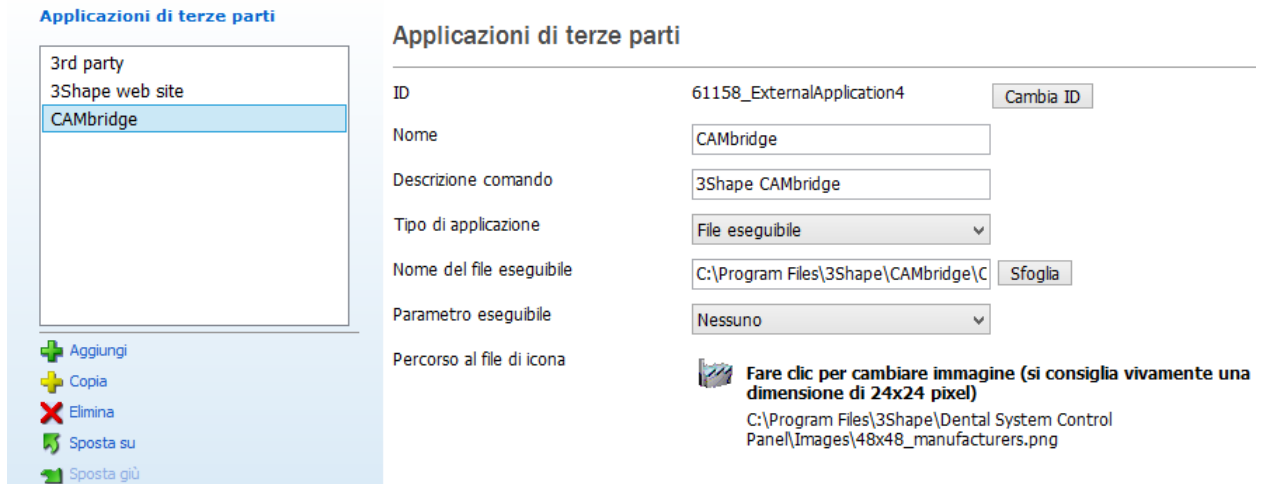 Applicazioni di terze parti
3rd party
3Shape web site
CAMbridge
Aggiungi
Copia
Elimina
Sposta su
Sposta giù
Applicazioni di terze parti
ID 61158_ExternalApplication4 Cambia ID
Nome CAMbridge
Descrizione comando 3Shape CAMbridge
Tipo di applicazione File eseguibile
Nome del file eseguibile C:\Program Files\3Shape\CAMbridge\C Sfoglia
Parametro eseguibile Nessuno
Percorso al file di icona
Fare clic per cambiare immagine (si consiglia vivamente una
dimensione di 24x24 pixel)
C:\Program Files\3Shape\Dental System Control
Panel\Images\48x48_manufacturers.png